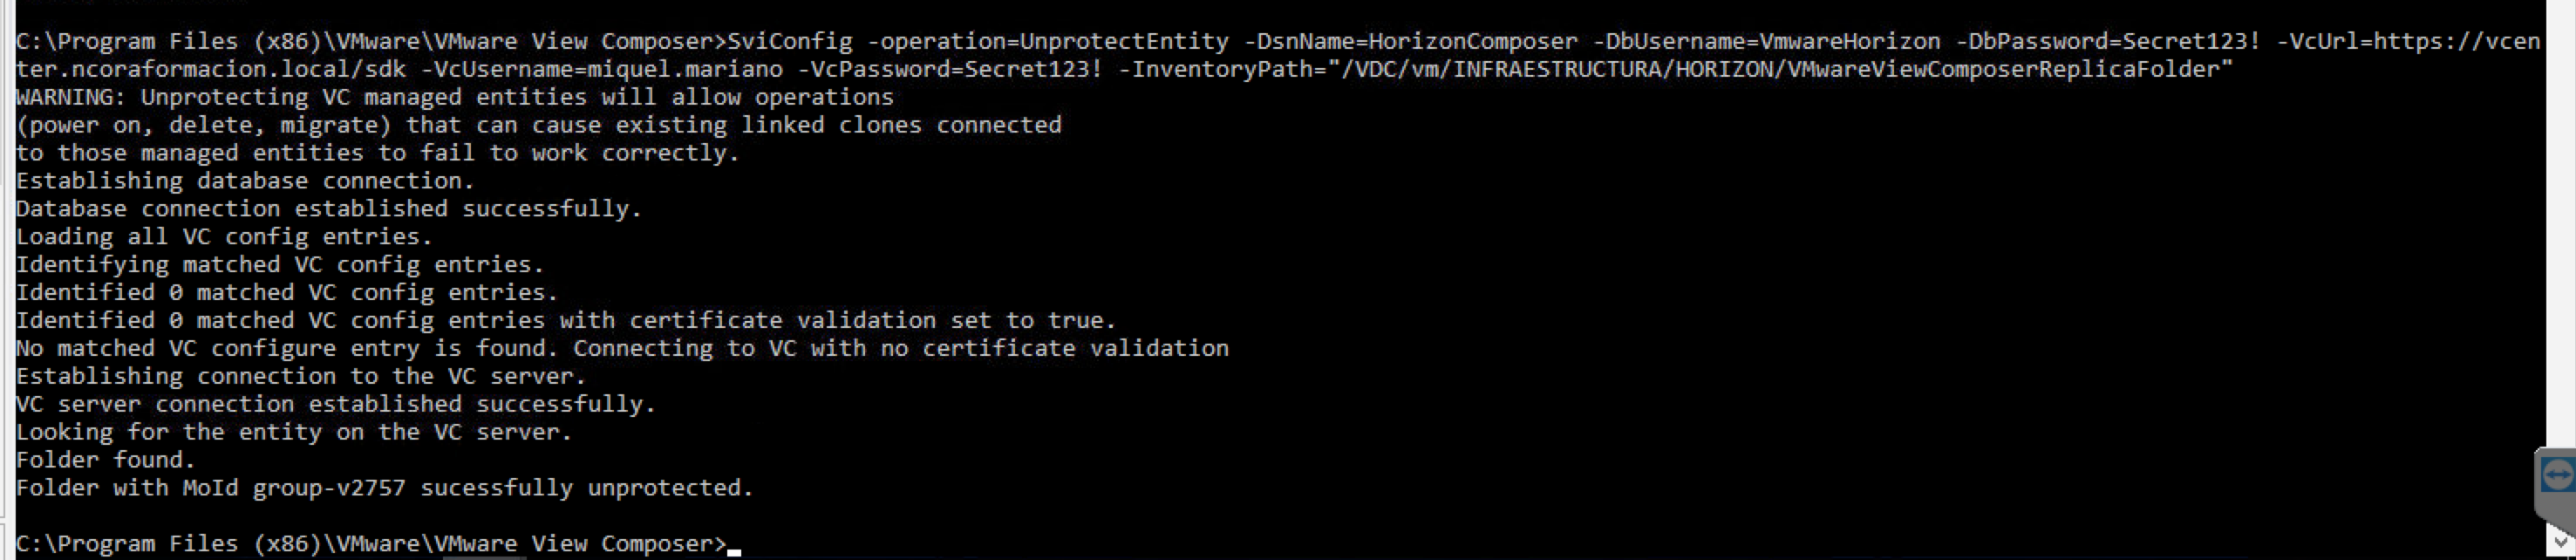 C:\Program Files (x86)\VMware\VMware View Composer>SviConfig -operation=UnprotectEntity -DsnName=HorizonComposer -DbUsername=VmwareHorizon -DbPassword=Secret123! -VcUrl=https://vcen
ter.ncoraformacion.local/sdk -VcUsername=miquel.mariano -VcPassword=Secret123! -InventoryPath="/VDC/vm/INFRAESTRUCTURA/HORIZON/VMwareViewComposerReplicaFolder"
WARNING: Unprotecting VC managed entities will allow operations
(power on, delete, migrate) that can cause existing linked clones connected
to those managed entities to fail to work correctly.
Establishing database connection.
Database connection established successfully.
Loading all VC config entries.
Identifying matched VC config entries.
Identified 0 matched VC config entries.
Identified 0 matched VC config entries with certificate validation set to true.
No matched VC configure entry is found. Connecting to VC with no certificate validation
Establishing connection to the VC server.
VC server connection established successfully.
Looking for the entity on the VC server.
Folder found.
Folder with MoId group-v2757 sucessfully unprotected.
C:\Program Files (x86)\VMware\VMware View Composer>